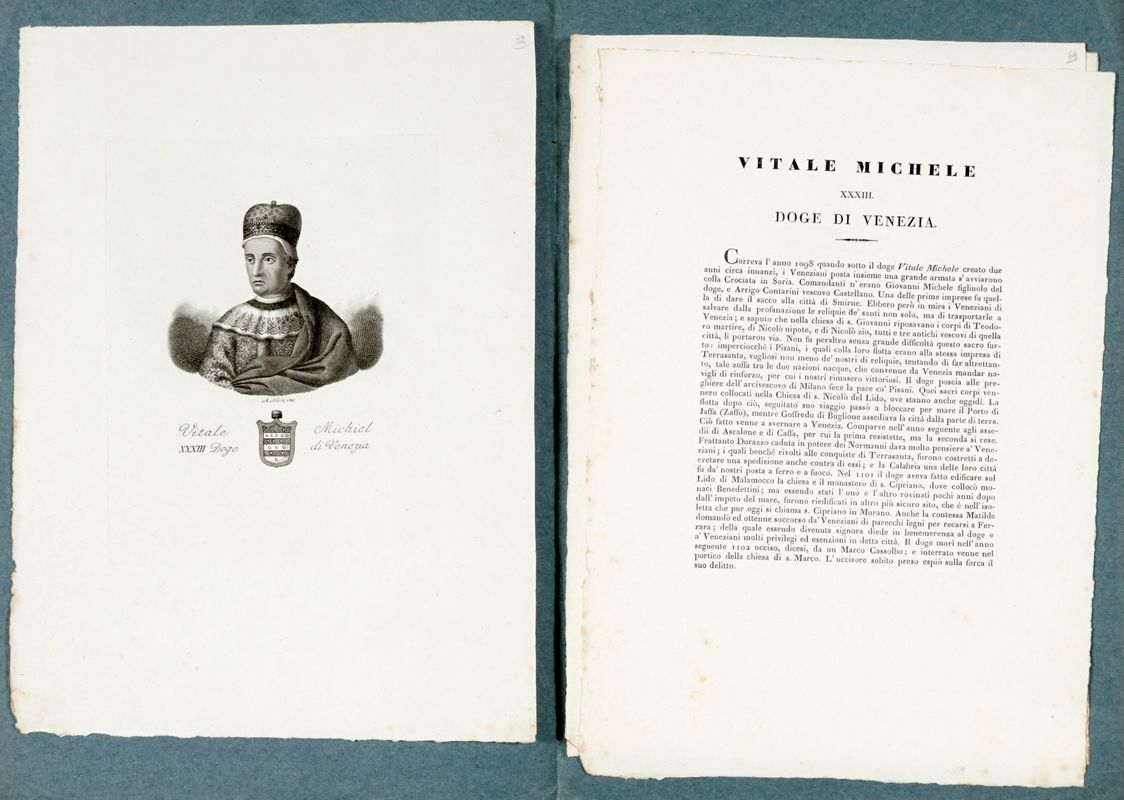 Vitale Michiel
XXXIII Doge di Venezia
VITALE MICHELE
XXXIII.
DOGE DI VENEZIA.
Correva l' anno 1098 quando sotto il doge Vitale Michele creato due
anni circa innanzi, i Veneziani posta insieme una grande armata s' avviarono
colla Crociata in Soria. Comandanti n' erano Giovanni Michele figliuolo del
doge, e Arrigo Contarini vescovo Castellano. Una delle prime imprese fu quel-
la di dare il sacco alla città di Smirne. Ebbero però in mira i Veneziani di
salvare dalla profanazione le reliquie de' santi non solo, ma di trasportarle a
Venezia; e saputo che nella chiesa di s. Giovanni riposavano i corpi di Teodo-
ro martire, di Nicolò nipote, e di Nicolò zio, tutti e tre antichi vescovi di quella
città, li portaron via. Non fu peraltro senza grande difficoltà questo sacro fur-
to: imperciocchè i Pisani, i quali colla loro flotta erano alla stessa impresa di
Terrasanta, vogliosi non meno de' nostri di reliquie, tentando di far altrettan-
to, tale zuffa tra le due nazioni nacque, che convenne da Venezia mandar na-
vigli di rinforzo, per cui i nostri rimasero vittoriosi. Il doge poscia alle pre-
ghiere dell' arcivescovo di Milano fece la pace co' Pisani. Quei sacri corpi ven-
nero collocati nella Chiesa di s. Nicolò del Lido, ove stanno anche oggidì. La
flotta dopo ciò, seguitato suo viaggio passò a bloccare per mare il Porto di
Jaffa (Zaffo), mentre Goffredo di Buglione assediava la città dalla parte di terra.
Ciò fatto venne a svernare a Venezia. Comparve nell' anno seguente agli asse-
dii di Ascalone e di Caffa, per cui la prima resistette, ma la seconda si rese.
Frattanto Durazzo caduta in potere dei Normanni dava molto pensiere a' Vene-
ziani; i quali benchè rivolti alle conquiste di Terrasanta, furono costretti a de-
cretare una spedizione anche contra di essi; e la Calabria una delle loro città
fu da' nostri posta a ferro e a fuoco. Nel 1101 il doge aveva fatto edificare sul
Lido di Malamocco la chiesa e il monastero di s. Cipriano, dove collocò mo-
naci Benedettini; ma essendo stati l' uno e l' altro rovinati pochi anni dopo
dall' impeto del mare, furono riedificati in altro più sicuro sito, che è nell' iso-
letta che pur oggi si chiama s. Cipriano in Murano. Anche la contessa Matilde
domandò ed ottenne soccorso da' Veneziani di parecchi legni per recarsi a Fer-
rara; della quale essendo divenuta signora diede in benemerenza al doge e
a' Veneziani molti privilegi ed esenzioni in detta città. Il doge morì nell' anno
seguente 1102 ucciso, dicesi, da un Marco Cassolbo; e interrato venne nel
portico della chiesa di s. Marco. L' uccisore subito preso espiò sulla forca il
suo delitto.